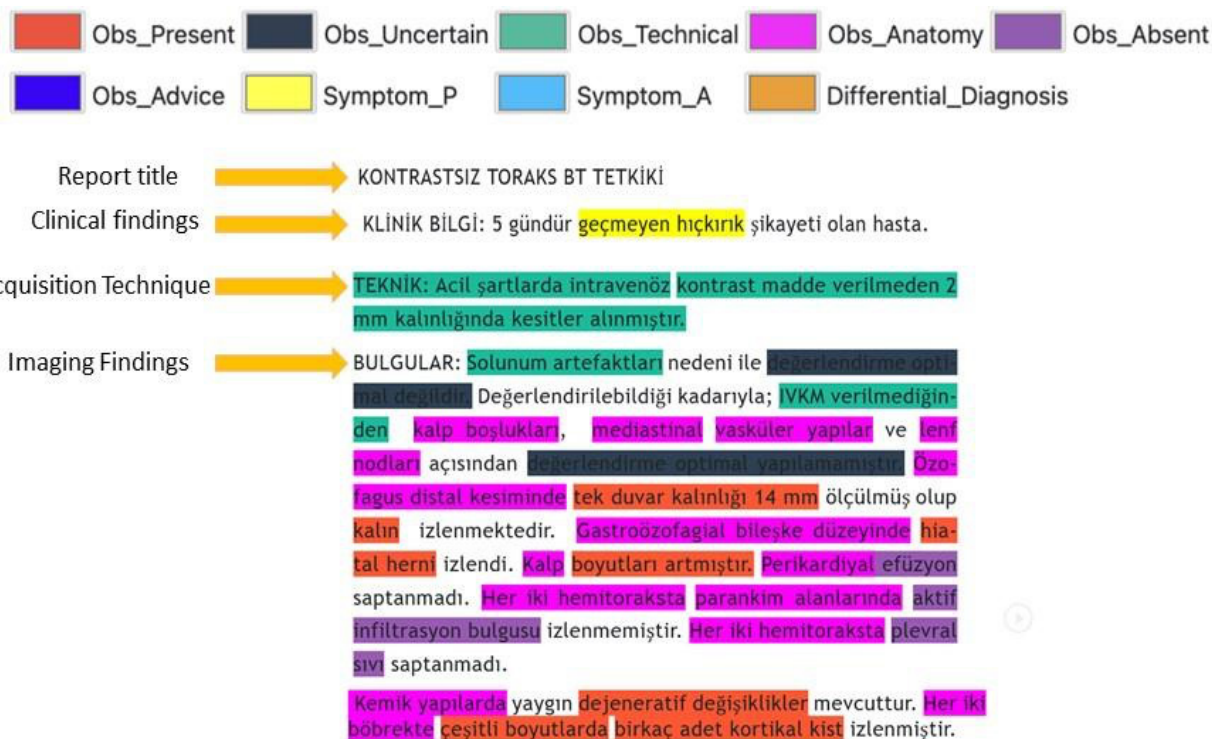 Obs_Present Obs_Uncertain Obs_Technical Obs_Anatomy Obs_Absent
Obs_Advice Symptom_P Symptom_A Differential_Diagnosis
Report title KONTRASTSIZ TORAKS BT TETKİKİ
Clinical findings KLİNİK BİLGİ: 5 gündür geçmeyen hıçkırık şikayeti olan hasta.
cquisition Technique TEKNİK: Acil şartlarda intravenöz kontrast madde verilmeden 2
mm kalınlığında kesitler alınmıştır.
Imaging Findings BULGULAR: Solunum artefaktları nedeni ile değerlendirme opti-
mal değildir. Değerlendirilebildiği kadarıyla; IVKM verilmediğin-
den kalp boşlukları, mediastinal vasküler yapılar ve lenf
nodları açısından değerlendirme optimal yapılamamıştır. Özo-
fagus distal kesiminde tek duvar kalınlığı 14 mm ölçülmüş olup
kalın izlenmektedir. Gastroözofagial bileşke düzeyinde hia-
tal herni izlendi. Kalp boyutları artmıştır. Perikardiyal efüzyon
saptanmadı. Her iki hemitoraksta parankim alanlarında aktif
infiltrasyon bulgusu izlenmemiştir. Her iki hemitoraksta plevral
sıvı saptanmadı.
Kemik yapılarda yaygın dejeneratif değişiklikler mevcuttur. Her iki
böbrekte çeşitli boyutlarda birkaç adet kortikal kist izlenmiştir.